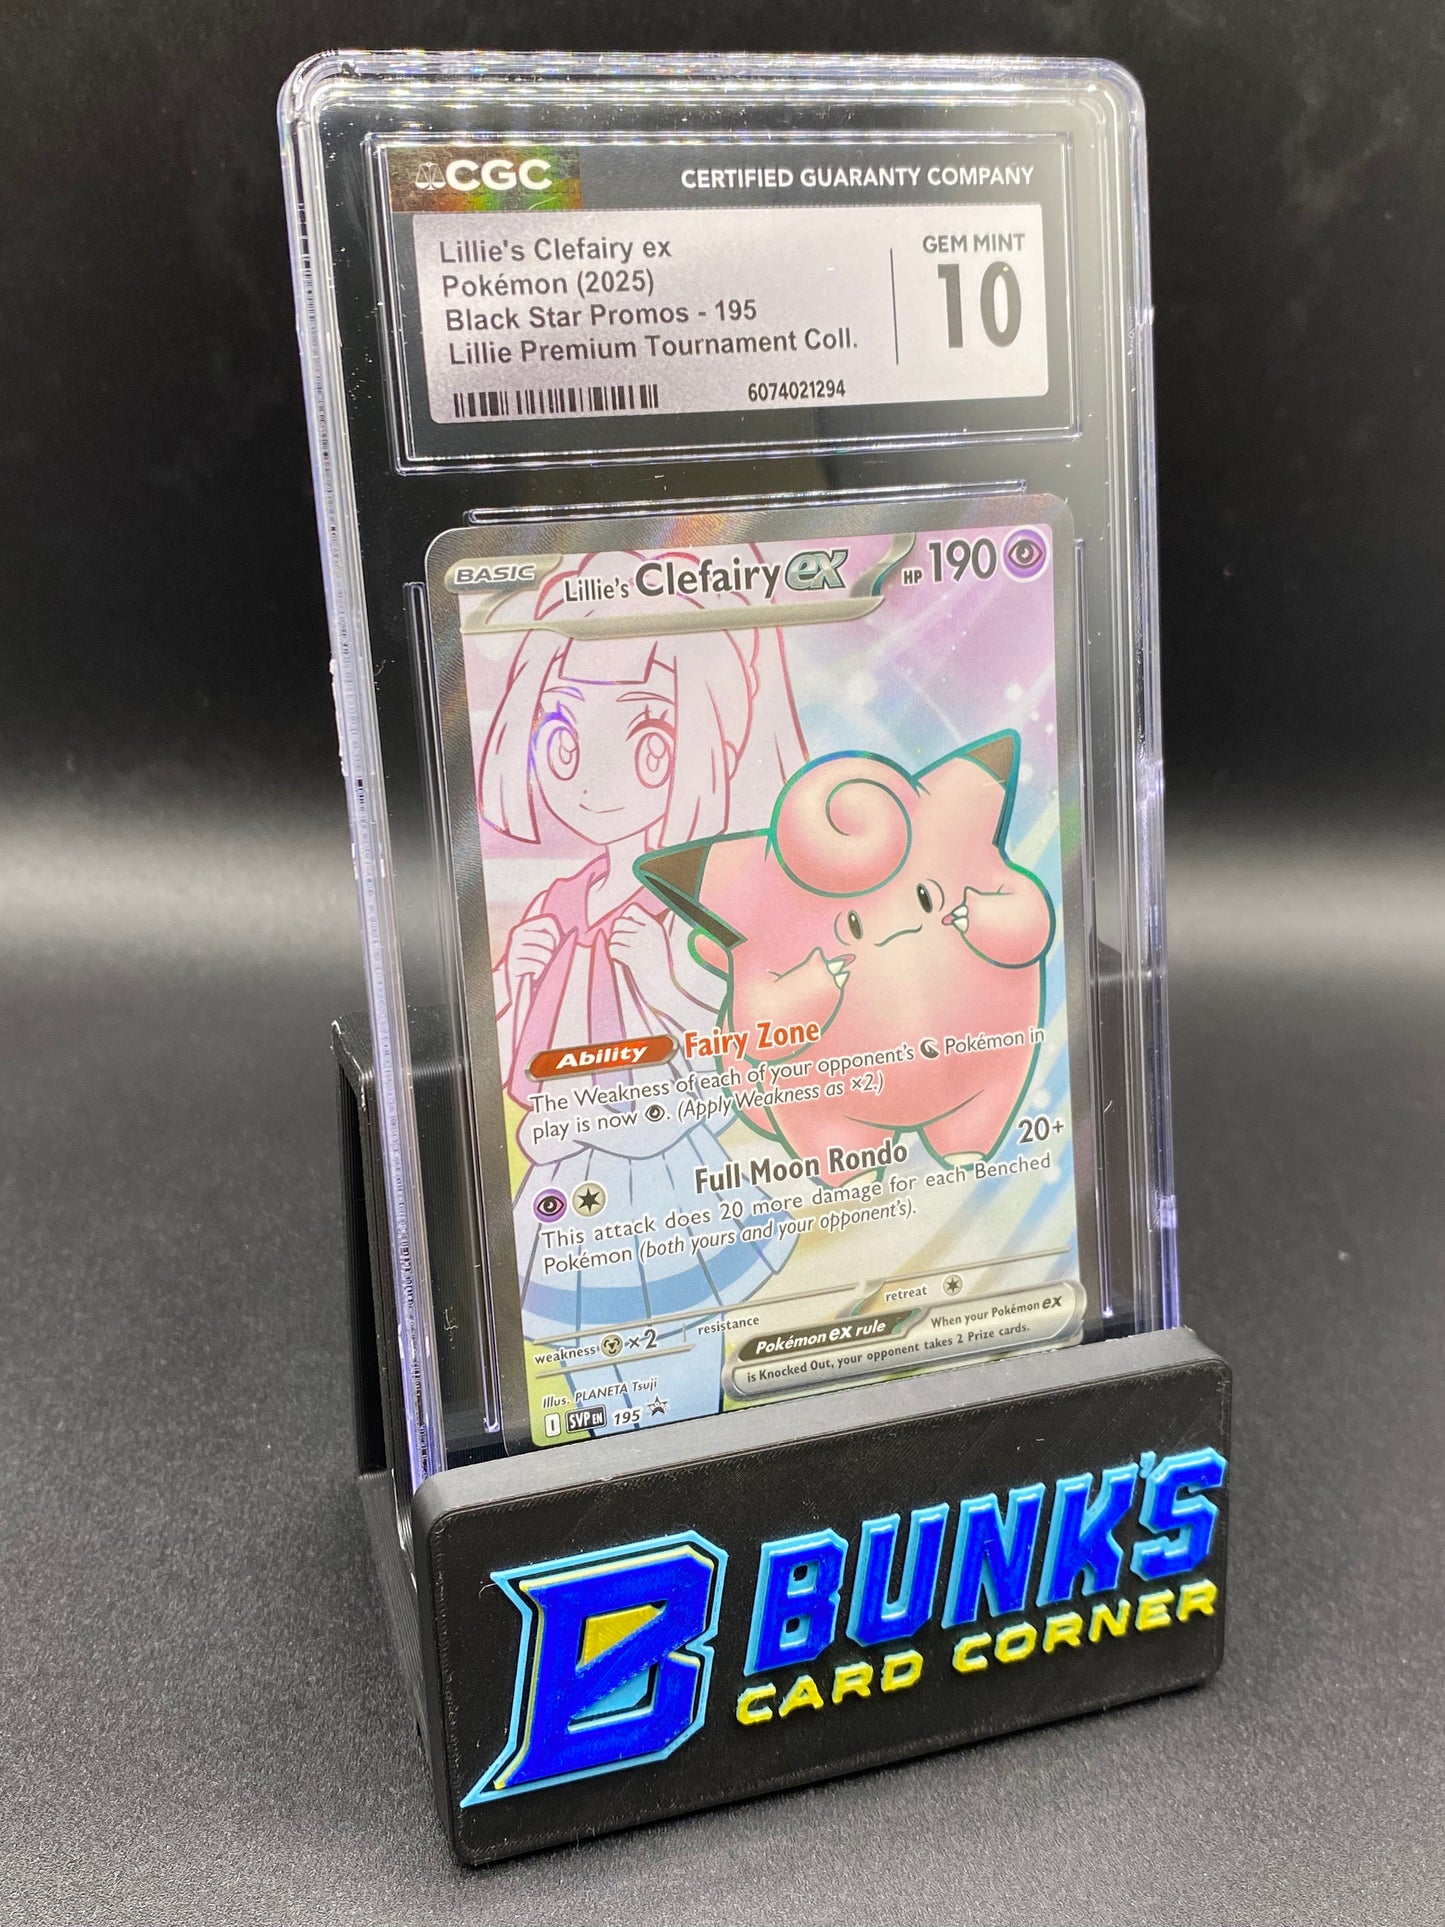 CGC
CERTIFIED GUARANTY COMPANY
Lillie's Clefairy ex
Pokémon (2025)
Black Star Promos - 195
Lillie Premium Tournament Coll.
GEM MINT
10
6074021294
BASIC
Lillie's Clefairy ex
HP 190
Ability Fairy Zone
The Weakness of each of your opponent's Pokémon in
play is now . (Apply Weakness as ×2.)
Full Moon Rondo 20+
This attack does 20 more damage for each Benched
Pokémon (both yours and your opponent's).
weakness ×2 resistance retreat
Pokémon ex rule When your Pokémon ex
is Knocked Out, your opponent takes 2 Prize cards.
Illus. PLANETA Tsuji
I SVP EN 195
B BUNK'S
CARD CORNER